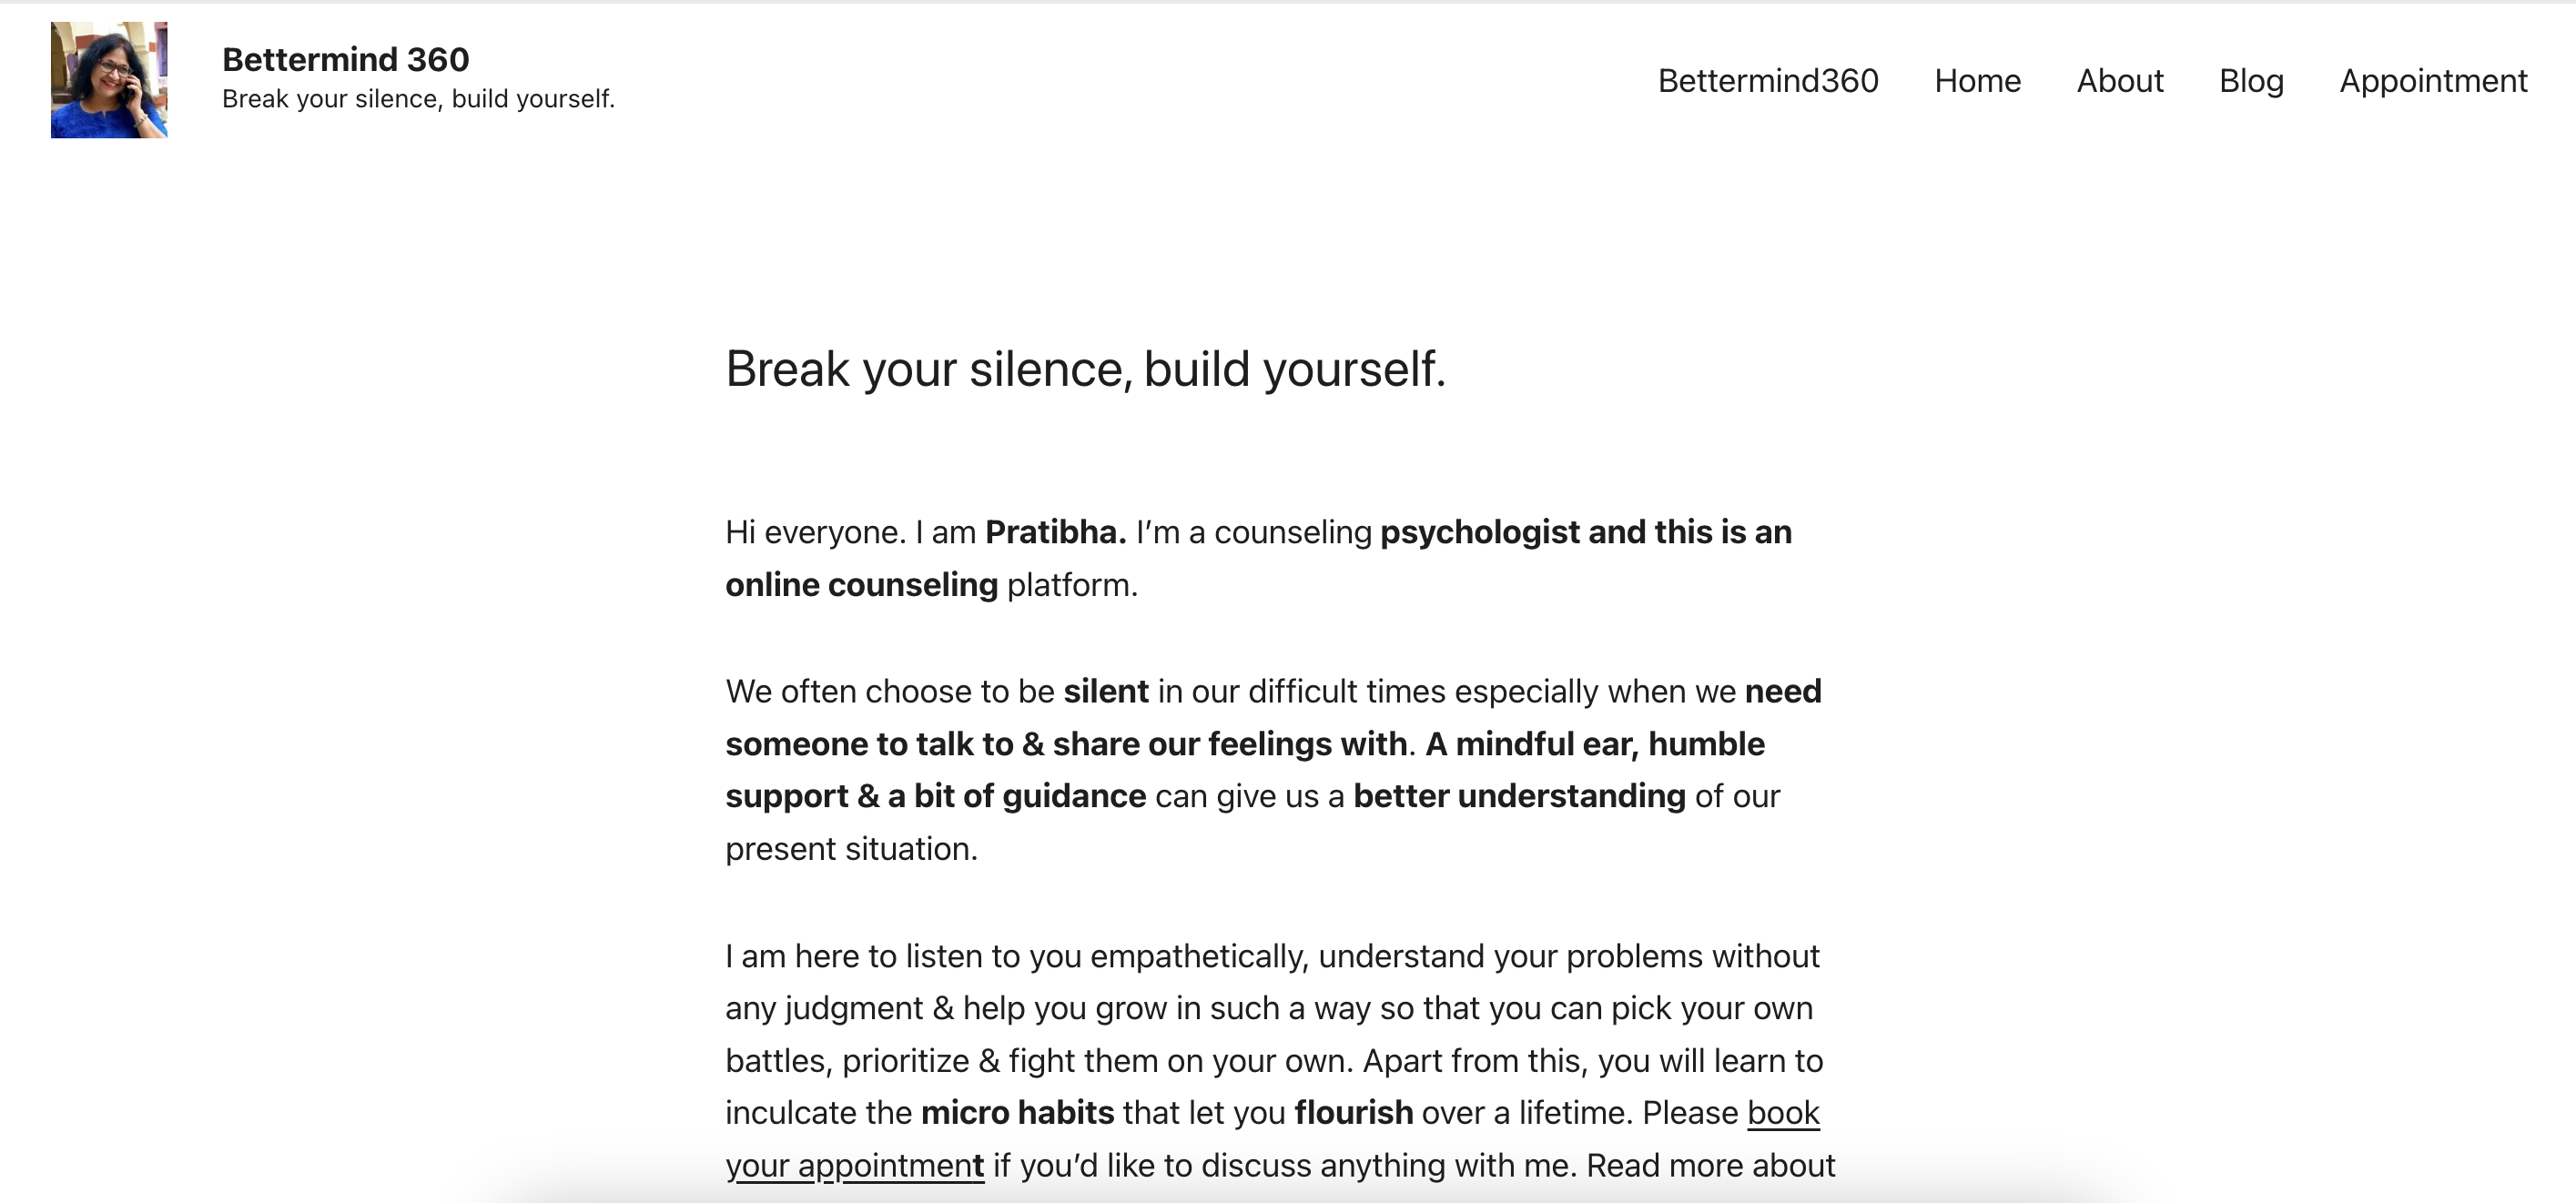 Bettermind 360
Break your silence, build yourself.
Bettermind360 Home About Blog Appointment
Break your silence, build yourself.
Hi everyone. I am Pratibha. I’m a counseling psychologist and this is an
online counseling platform.
We often choose to be silent in our difficult times especially when we need
someone to talk to & share our feelings with. A mindful ear, humble
support & a bit of guidance can give us a better understanding of our
present situation.
I am here to listen to you empathetically, understand your problems without
any judgment & help you grow in such a way so that you can pick your own
battles, prioritize & fight them on your own. Apart from this, you will learn to
inculcate the micro habits that let you flourish over a lifetime. Please book
your appointment if you’d like to discuss anything with me. Read more about